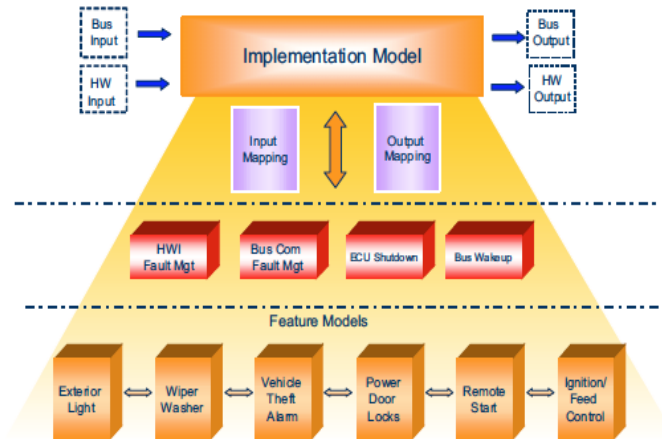 Bus
Input
Implementation Model
Bus
Output
HW
Input
HW
Output
Input
Mapping
Output
Mapping
HWI
Fault Mgt
Bus Com
Fault Mgt
ECU Shutdown
Bus Wakeup
Feature Models
Exterior
Light
Wiper
Washer
Vehicle
Theft
Alarm
Power
Door
Locks
Remote
Start
Ignition/
Feed
Control